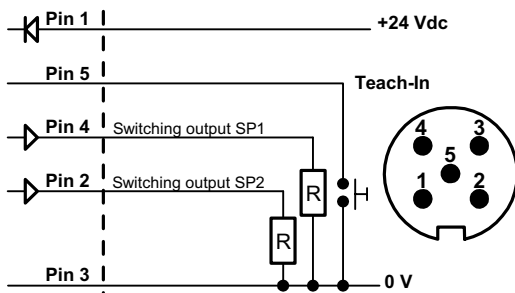 Pin 1
+24 Vdc
Pin 5
Teach-In
Pin 4
Switching output SP1
4
3
5
1
2
Pin 2
Switching output SP2
R
R
Pin 3
0 V